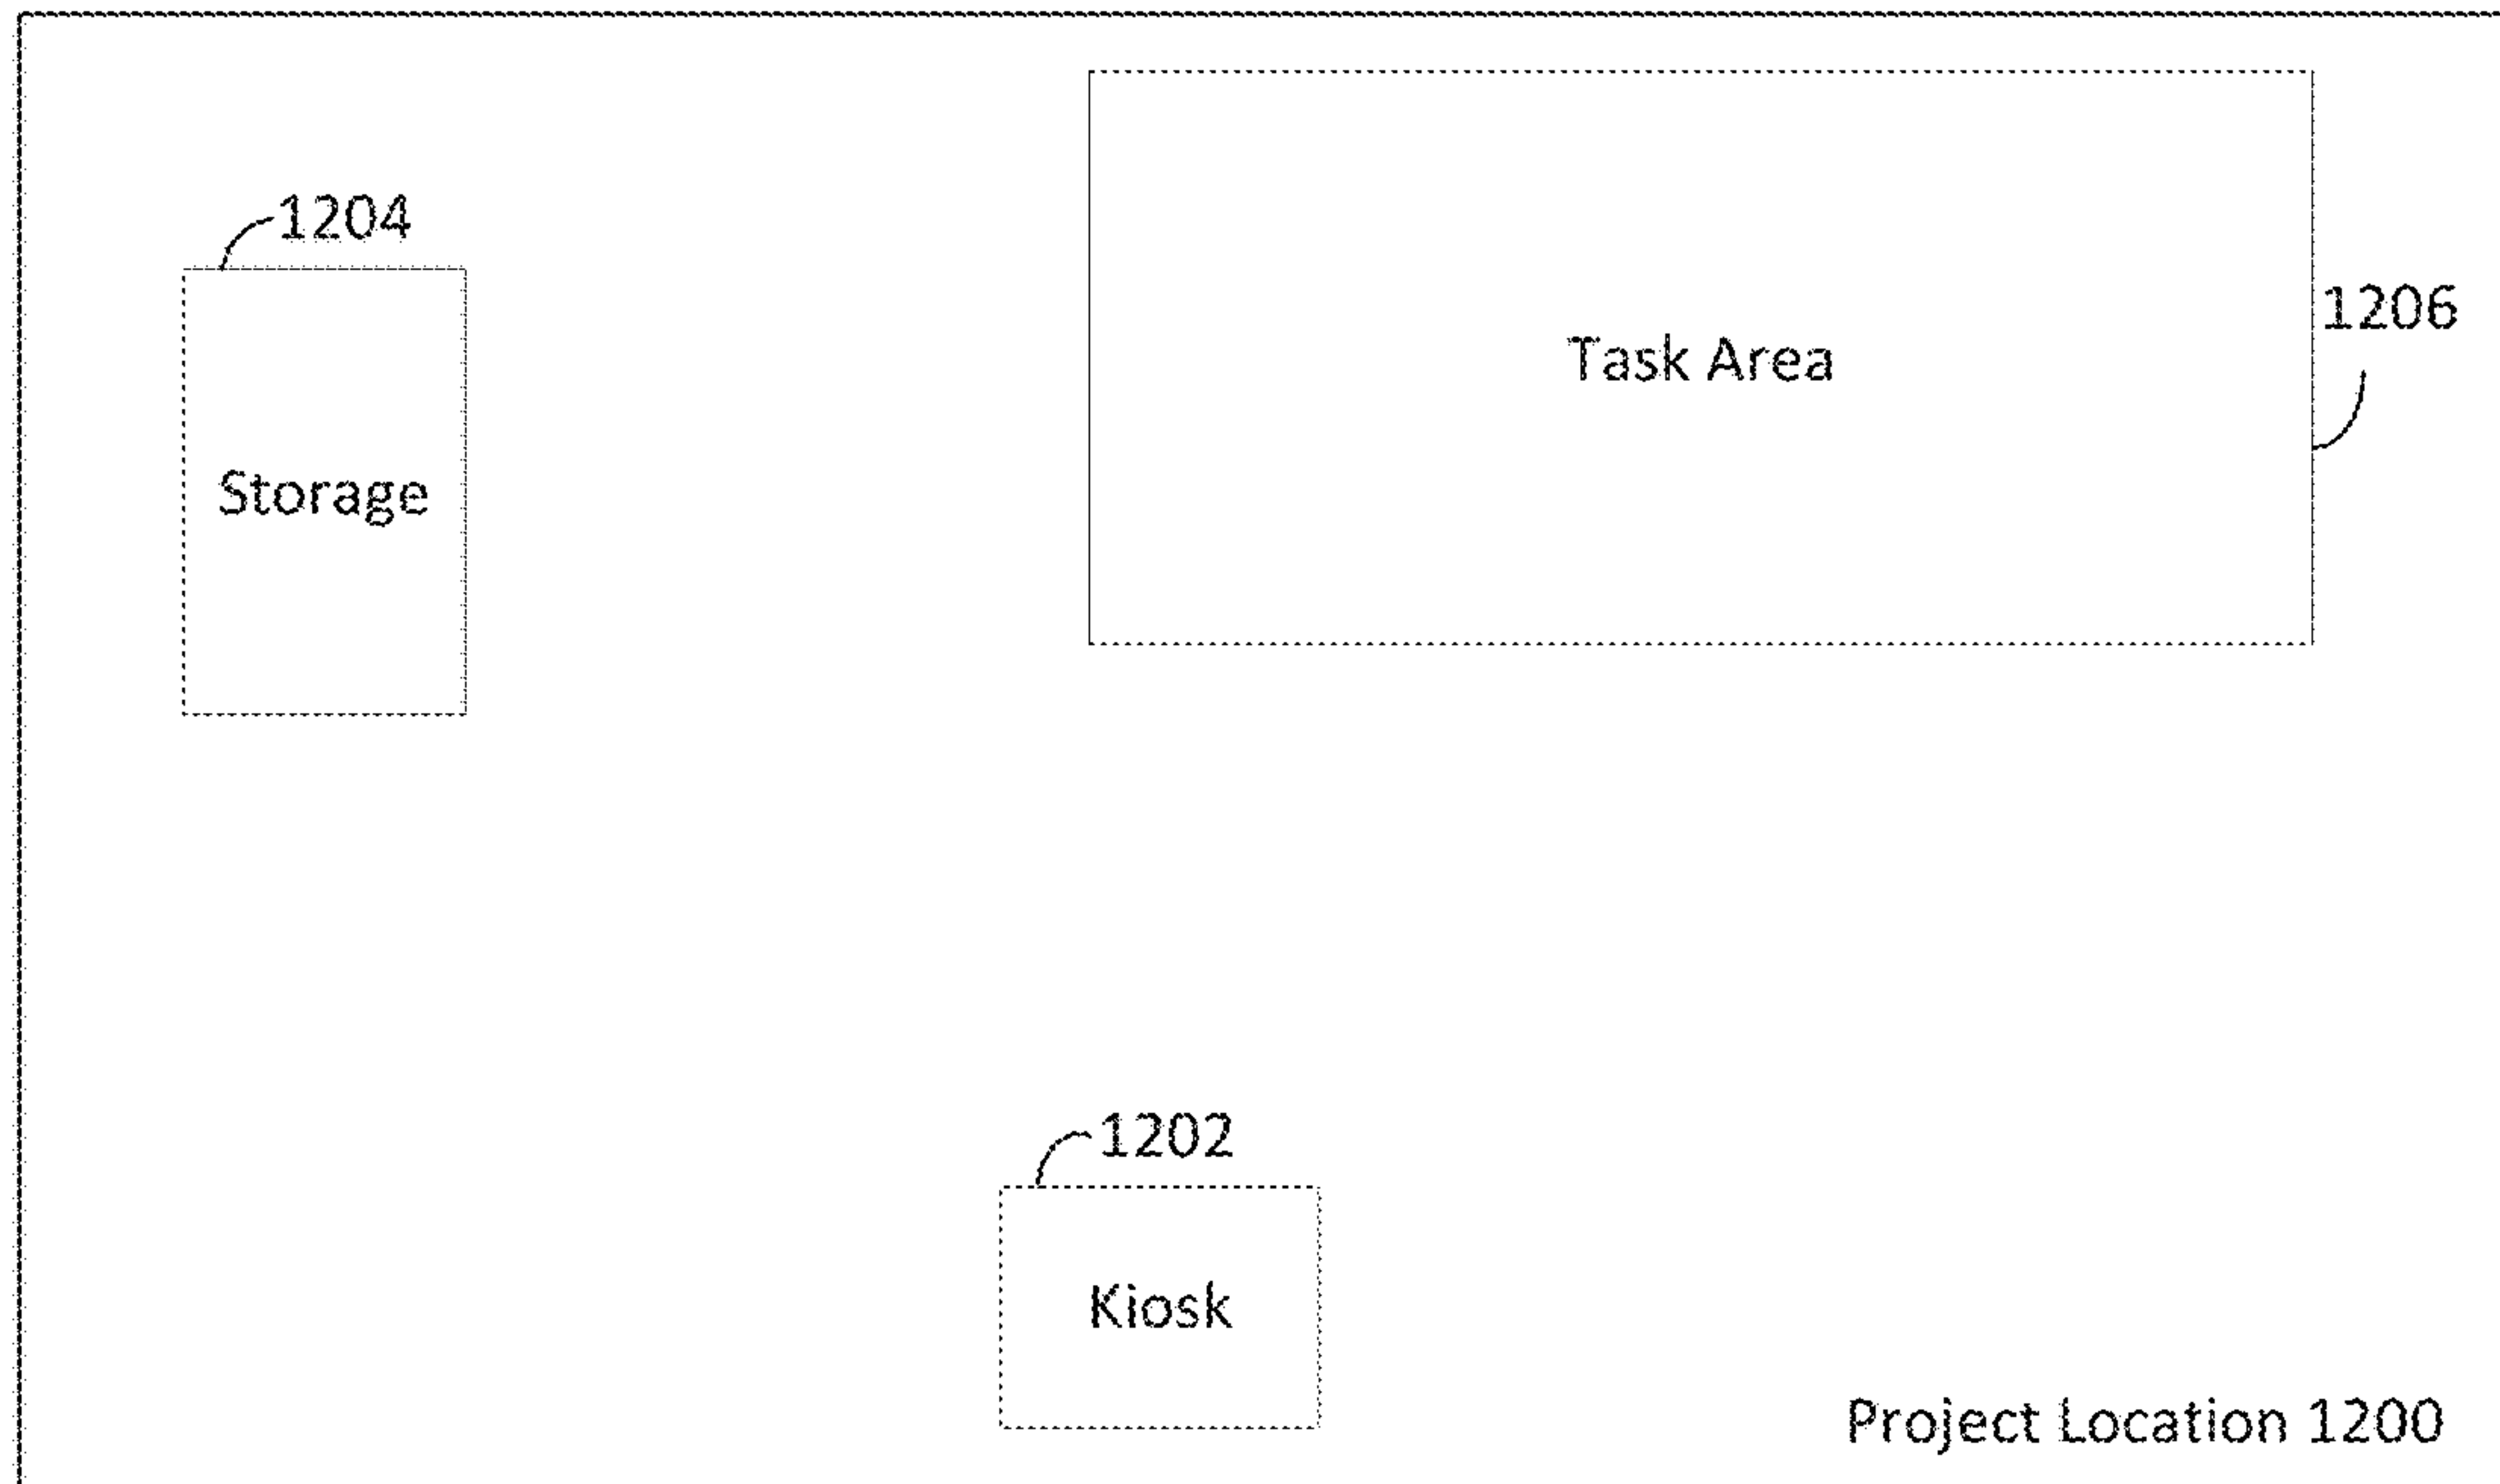 1204
1206
Task Area
Storage
1202
Kiosk
Project Location 1200